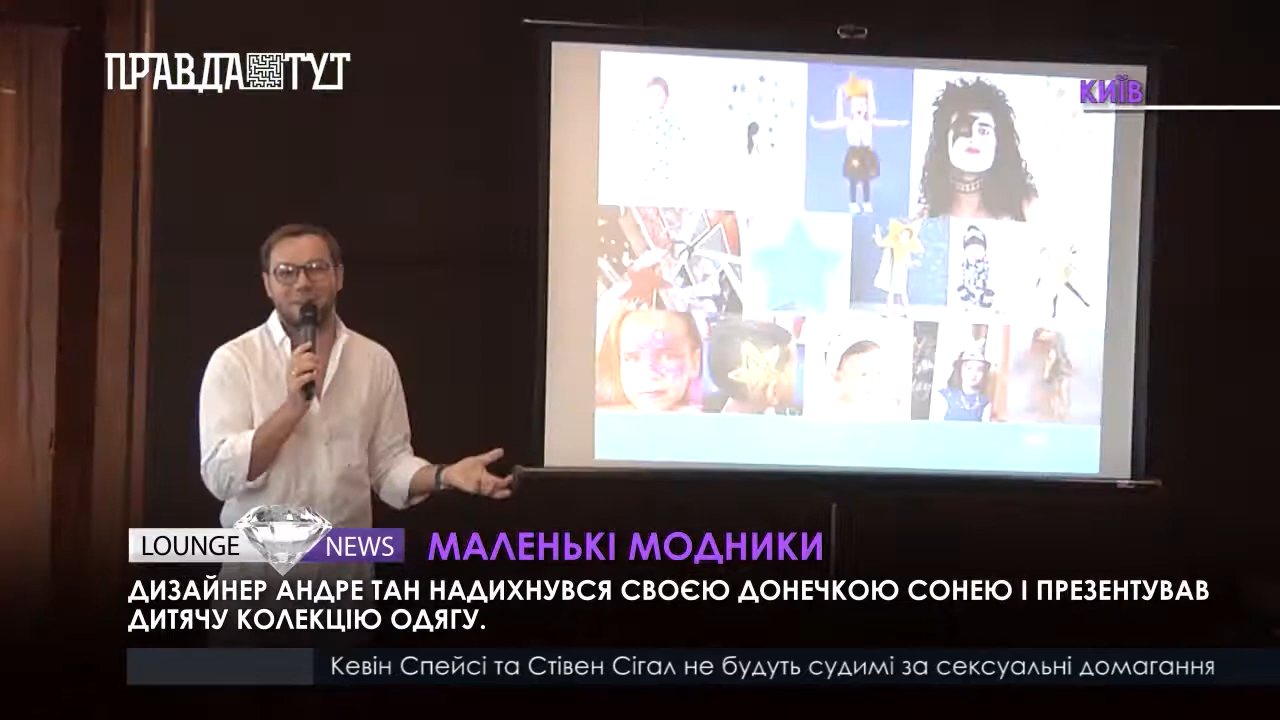 ПРАВДА ТУТ
КИЇВ
LOUNGE NEWS
МАЛЕНЬКІ МОДНИКИ
ДИЗАЙНЕР АНДРЕ ТАН НАДИХНУВСЯ СВОЄЮ ДОНЕЧКОЮ СОНЕЮ І ПРЕЗЕНТУВАВ
ДИТЯЧУ КОЛЕКЦІЮ ОДЯГУ.
Кевін Спейсі та Стівен Сігал не будуть судимі за сексуальні домагання